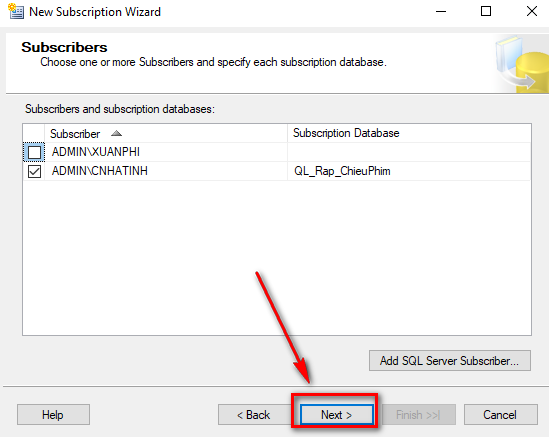 New Subscription Wizard
Subscribers
Choose one or more Subscribers and specify each subscription database.
Subscribers and subscription databases:
Subscriber Subscription Database
ADMIN\XUANPHI
ADMIN\CNHATINH QL_Rap_ChieuPhim
Add SQL Server Subscriber...
Help < Back Next > Finish >>| Cancel